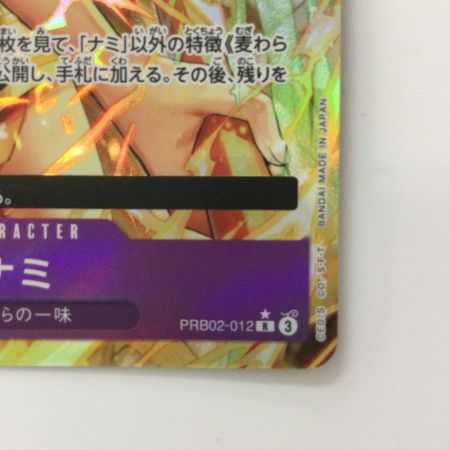 枚を見て、「ナミ」以外の特徴《麦わら
公開し、手札に加える。その後、残りを
る。
RACTER
ナミ
らの一味
PRB02-012 R ③
©E.O/S ©C'S・F・T BANDAI MADE IN JAPAN